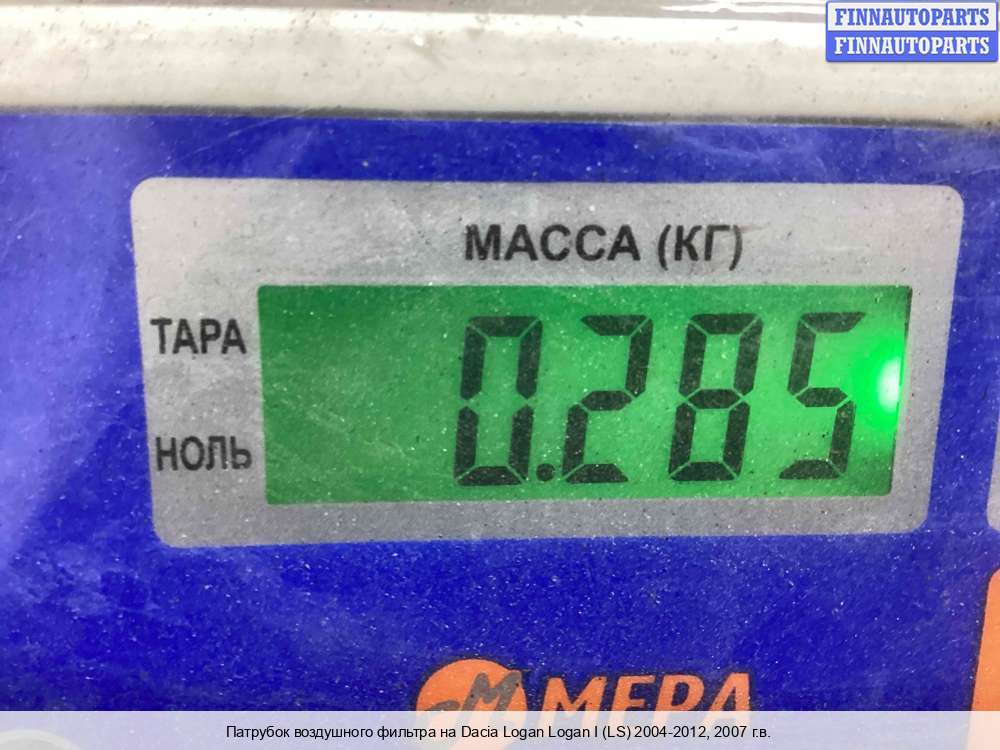 FINNAUTOPARTS
FINNAUTOPARTS
МАССА (КГ)
ТАРА
0.285
НОЛЬ
МЕРА
Патрубок воздушного фильтра на Dacia Logan Logan I (LS) 2004-2012, 2007 г.в.